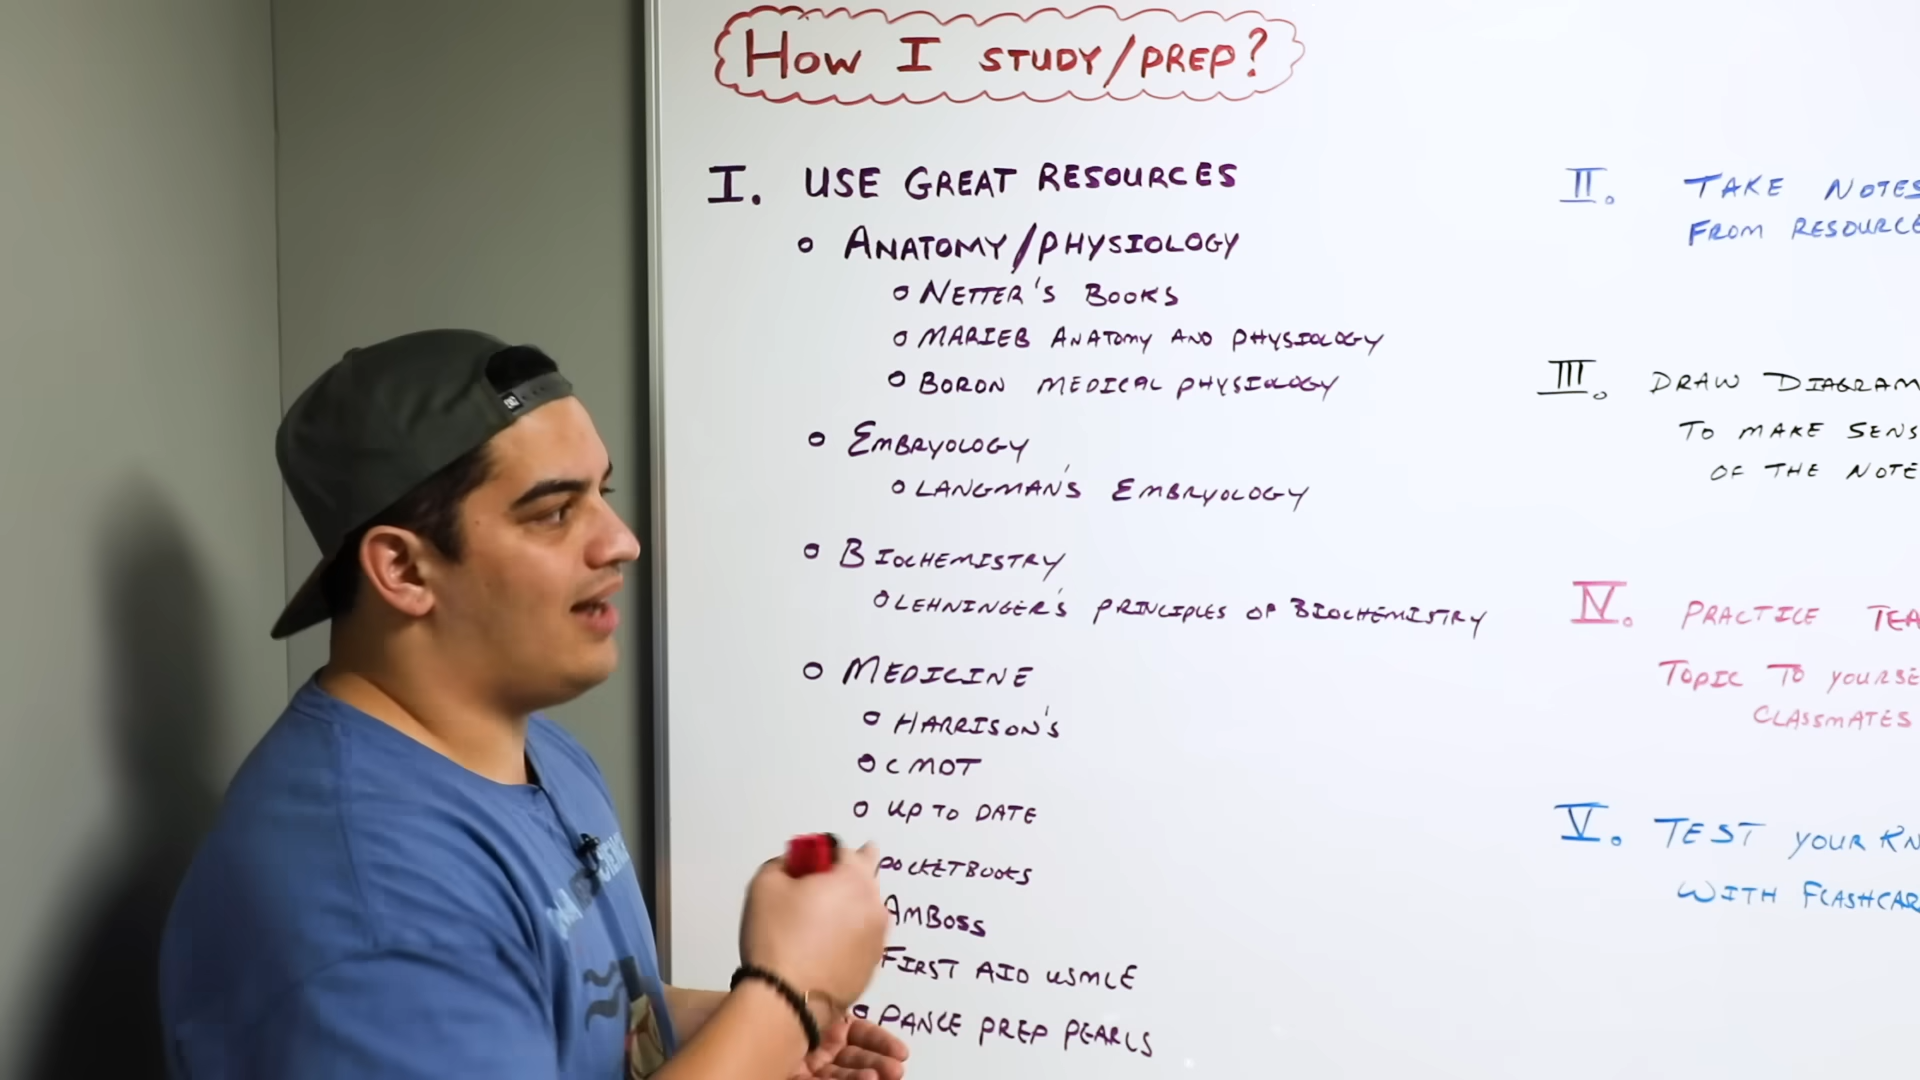 HOW I STUDY/PREP?
I. USE GREAT RESOURCES
ANATOMY/PHYSIOLOGY
NETTER'S BOOKS
MARIEB ANATOMY AND PHYSIOLOGY
BORON MEDICAL PHYSIOLOGY
EMBRYOLOGY
LANGMAN'S EMBRYOLOGY
BIOCHEMISTRY
LEHNINGER'S PRINCIPLES OF BIOCHEMISTRY
MEDICINE
HARRISON'S
CMDT
UP TO DATE
POCKETBOOKS
AMBOSS
FIRST AID USMLE
PANCE PREP PEARLS
II. TAKE NOTES
FROM RESOURCE
III. DRAW DIAGRAM
TO MAKE SENS
OF THE NOTE
IV. PRACTICE TEA
TOPIC TO YOURSE
CLASSMATES
V. TEST YOUR KN
WITH FLASHCAR